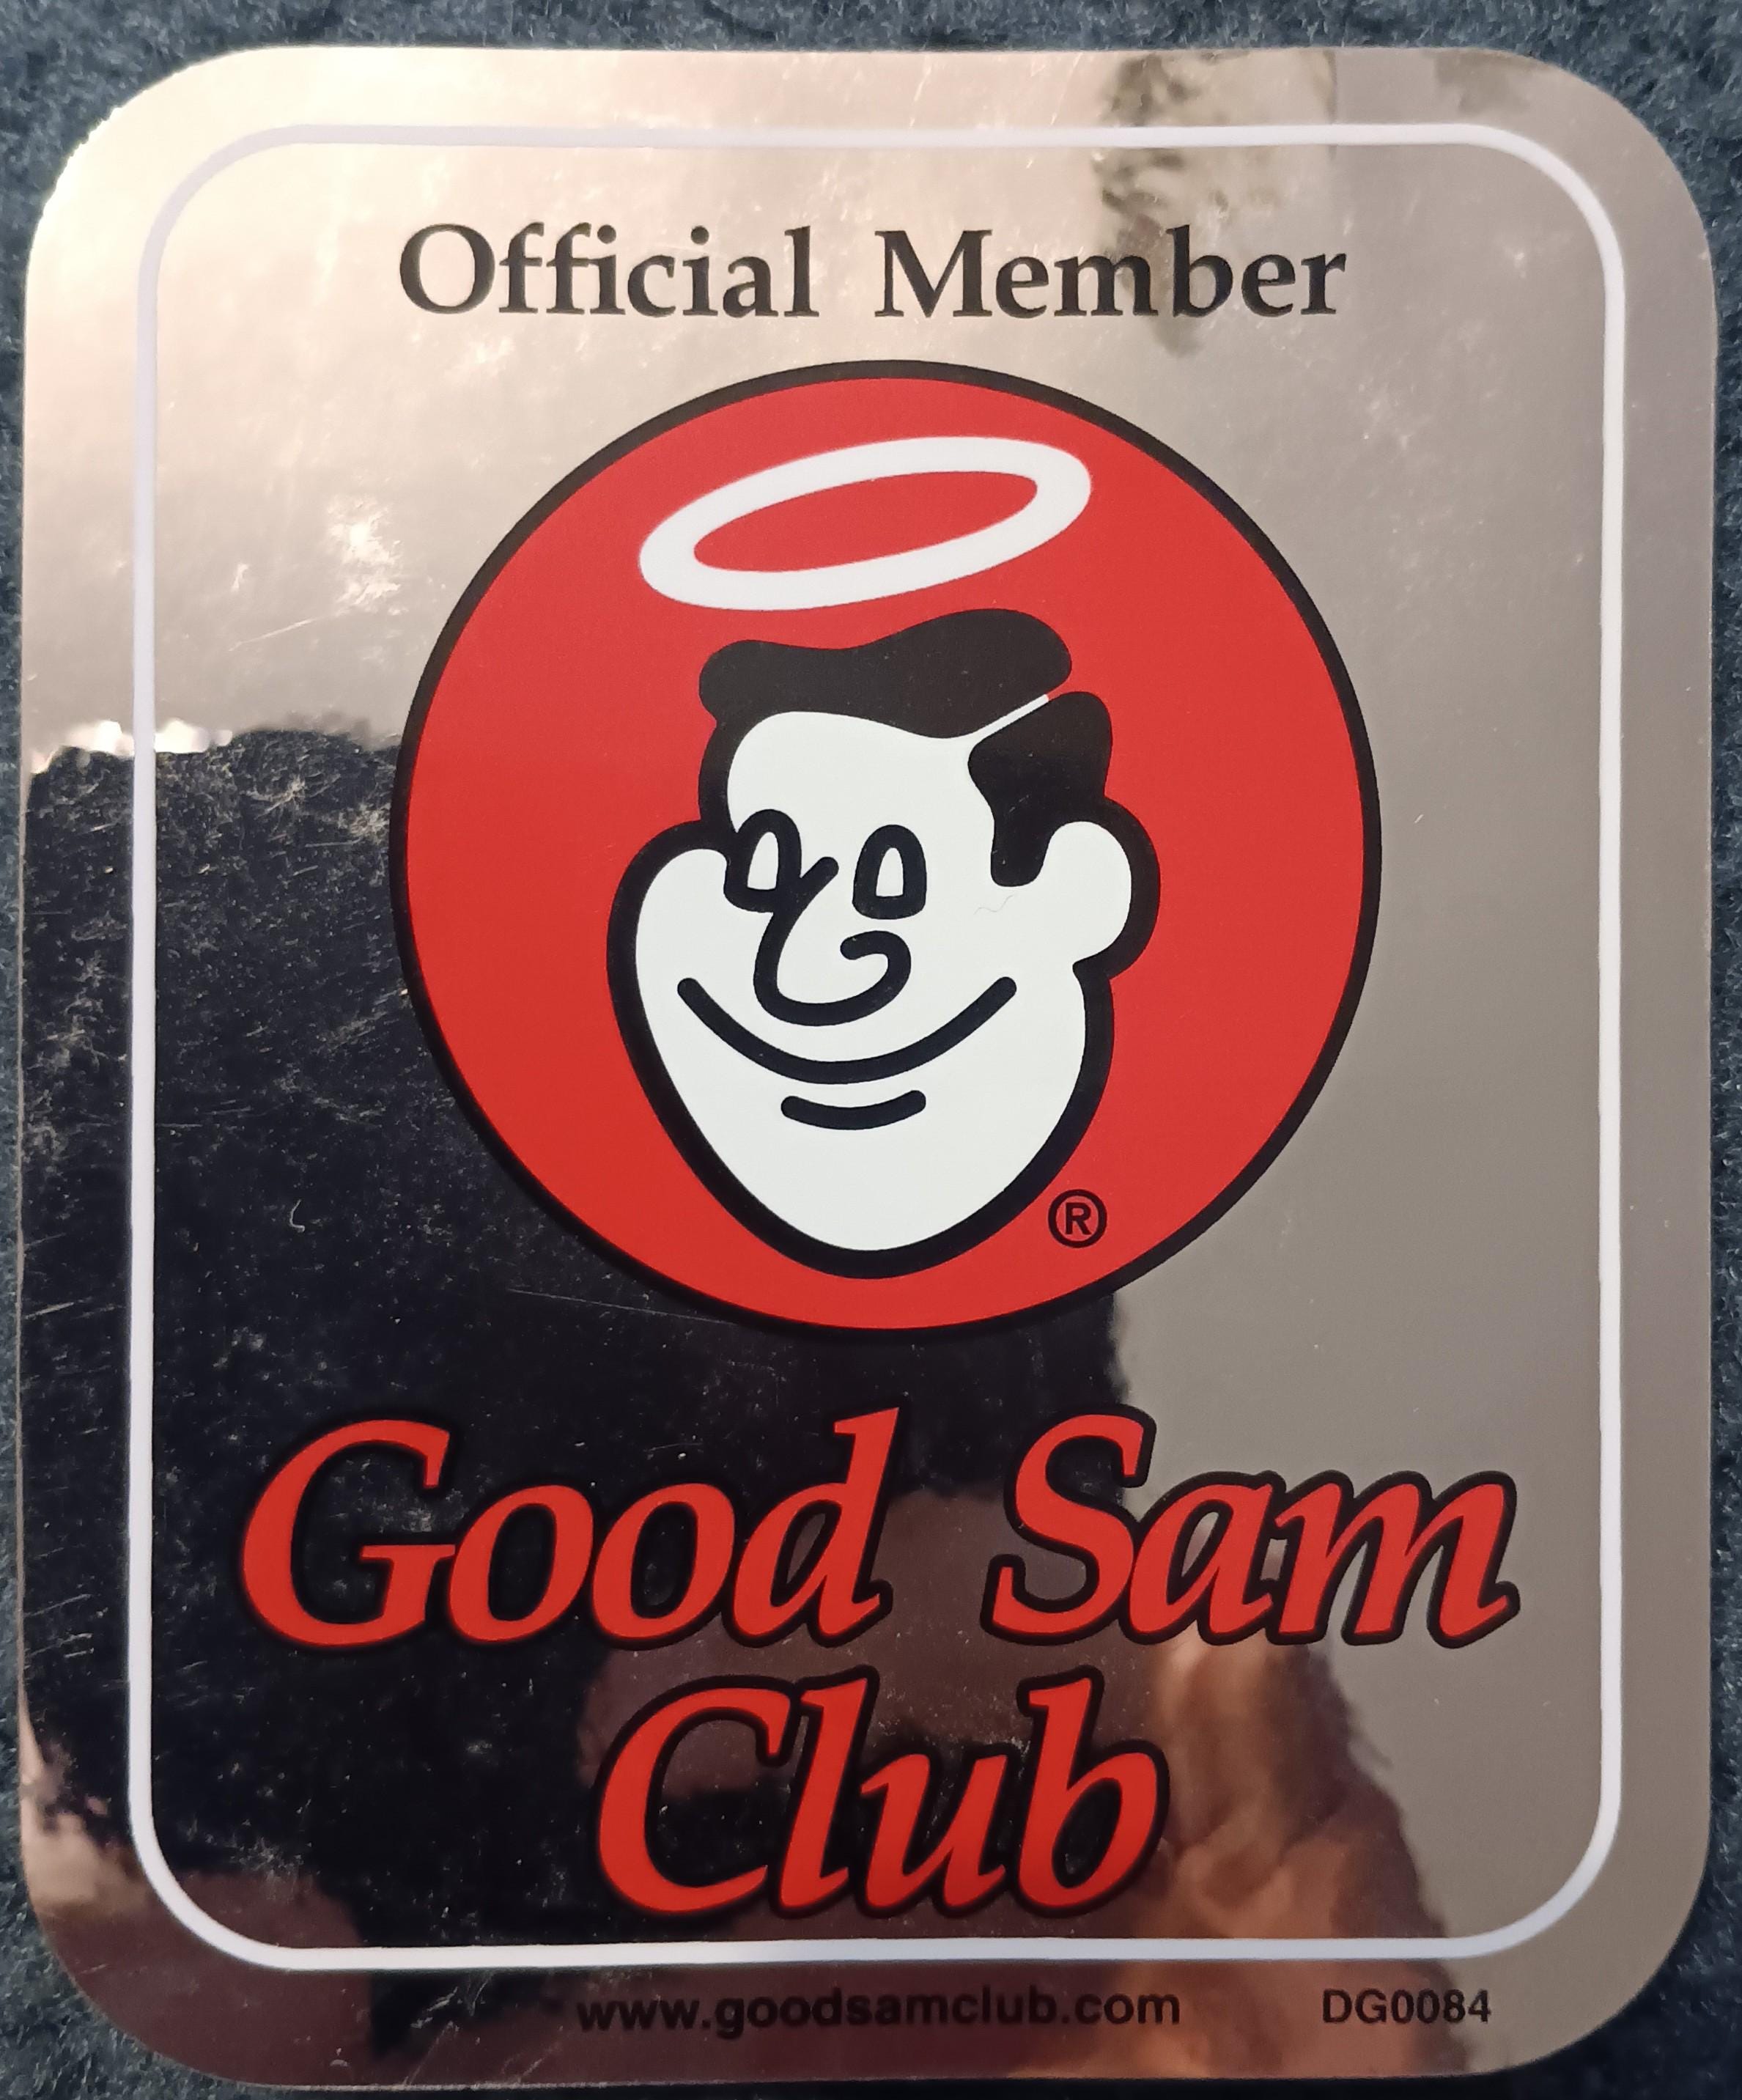 Official Member
®
Good Sam
Club
www.goodsamclub.com DG0084